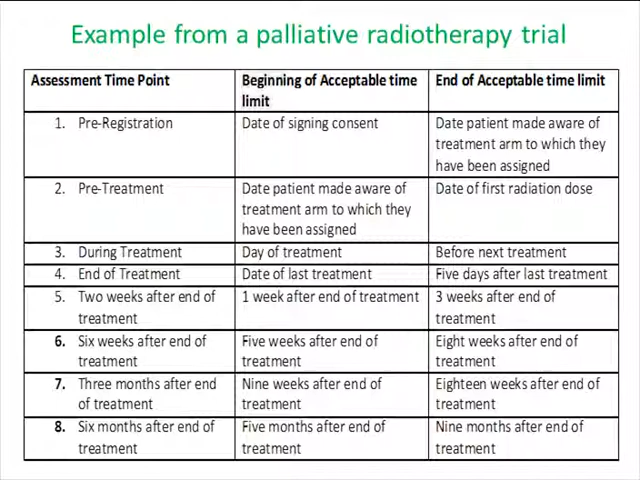 Example from a palliative radiotherapy trial
Assessment Time Point
Beginning of Acceptable time
limit
End of Acceptable time limit
1. Pre-Registration
Date of signing consent
Date patient made aware of
treatment arm to which they
have been assigned
2. Pre-Treatment
Date patient made aware of
treatment arm to which they
have been assigned
Date of first radiation dose
3. During Treatment
Day of treatment
Before next treatment
4. End of Treatment
Date of last treatment
Five days after last treatment
5. Two weeks after end of
treatment
1 week after end of treatment
3 weeks after end of
treatment
6. Six weeks after end of
treatment
Five weeks after end of
treatment
Eight weeks after end of
treatment
7. Three months after end
of treatment
Nine weeks after end of
treatment
Eighteen weeks after end of
treatment
8. Six months after end of
treatment
Five months after end of
treatment
Nine months after end of
treatment